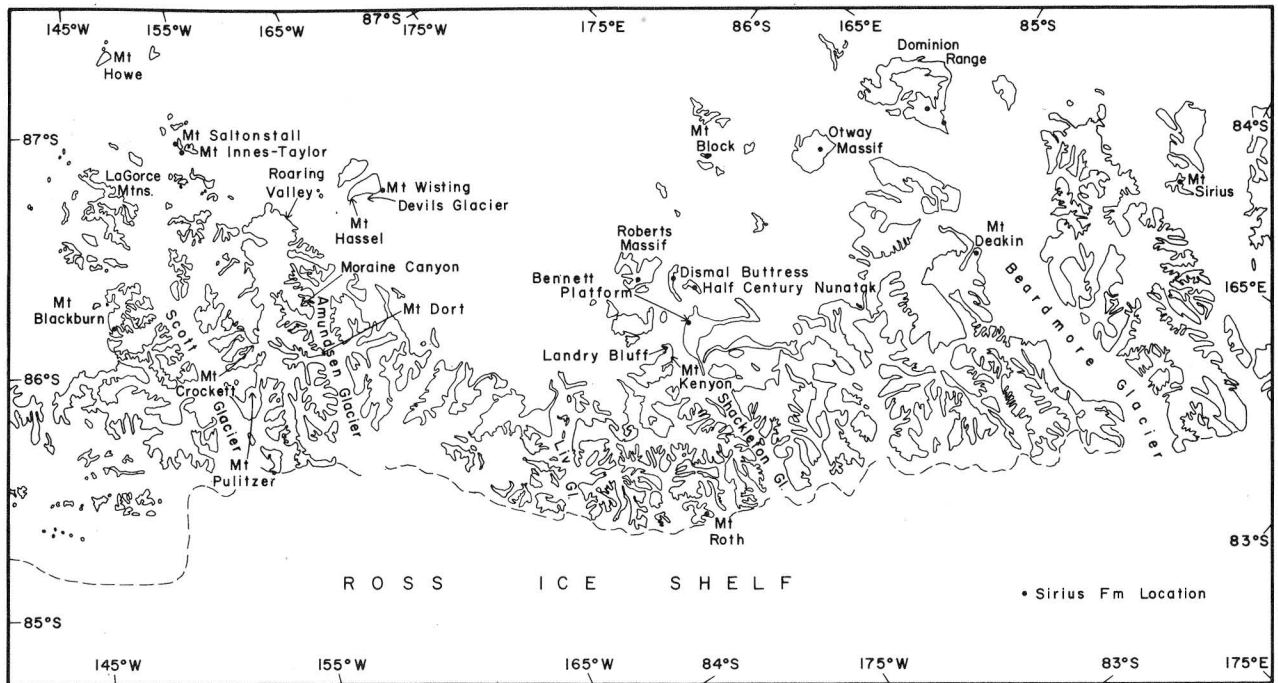 145°W 155°W 165°W 87°S 175°W 175°E 86°S 165°E 85°S
Mt
Howe
Dominion
Range
87°S
84°S
Mt Saltonstall
Mt Innes-Taylor
Mt
Block
Otway
Massif
LaGorce
Mtns.
Roaring
Valley
Mt Wisting
Devils Glacier
Mt
Hassel
Mt
Sirius
Roberts
Massif
Mt
Deakin
Moraine Canyon
Bennett
Platform
Dismal Buttress
Half Century Nunatak
165°E
Mt
Blackburn
Scott
Glacier
Amundsen Glacier
Mt Dort
Beardmore Glacier
Landry Bluff
Mt
Kenyon
86°S
Mt
Crockett
Shackleton Gl
Mt
Pulitzer
Gl
Mt
Roth
83°S
ROSS ICE SHELF
Sirius Fm Location
85°S
145°W 155°W 165°W 84°S 175°W 83°S 175°E